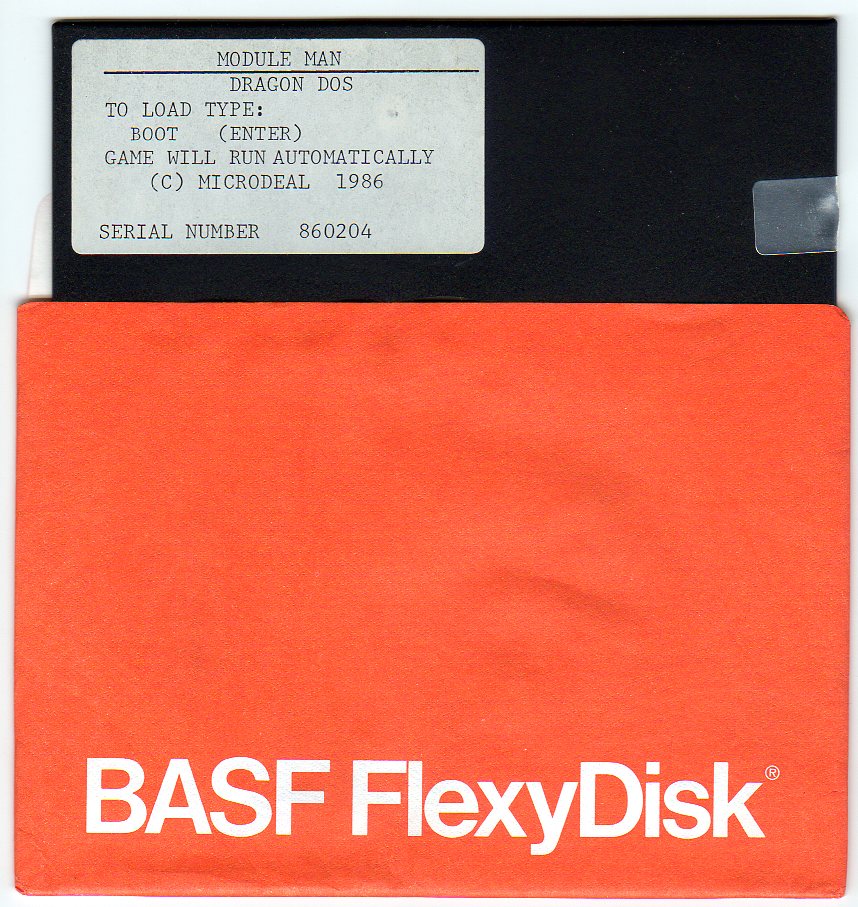 MODULE MAN
DRAGON DOS
TO LOAD TYPE:
BOOT (ENTER)
GAME WILL RUN AUTOMATICALLY
(C) MICRODEAL 1986
SERIAL NUMBER 860204
BASF FlexyDisk®